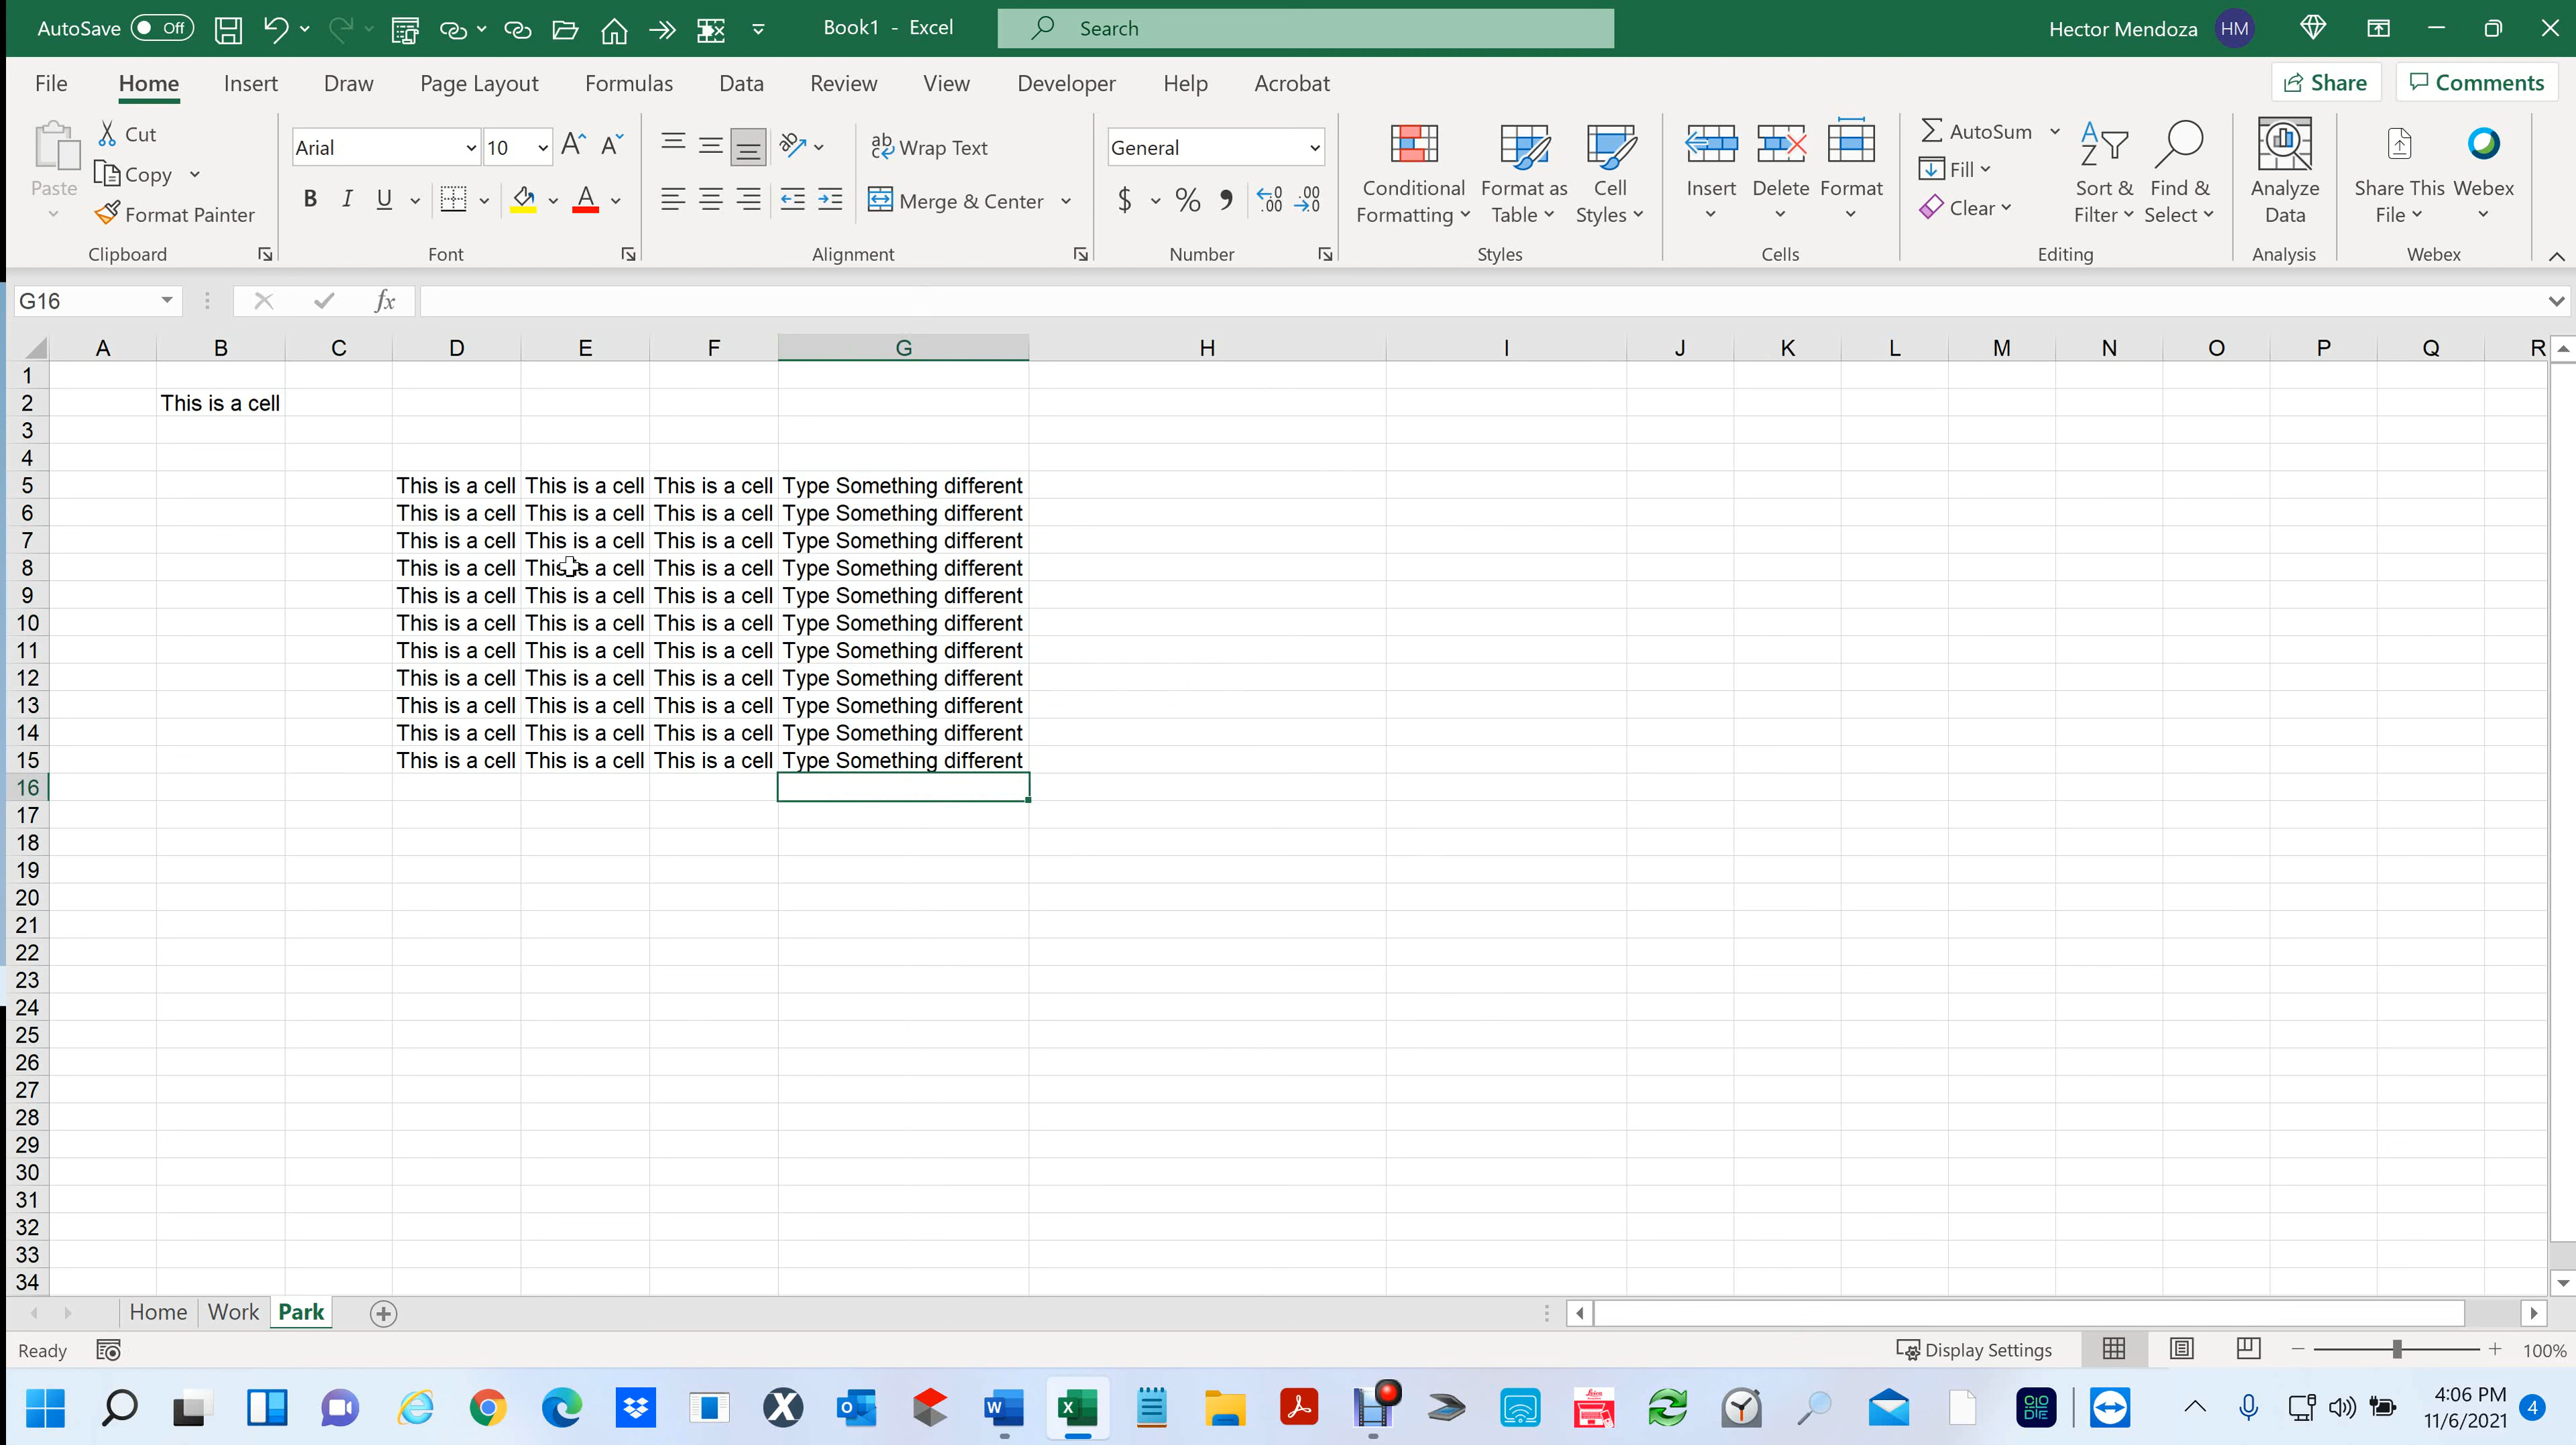 AutoSave Off Book1 - Excel Search Hector Mendoza HM
File Home Insert Draw Page Layout Formulas Data Review View Developer Help Acrobat Share Comments
Paste Cut Copy Format Painter Clipboard
Arial 10 A A B I U A Font
ab c Wrap Text Merge & Center Alignment
General $ % , .00 .00 Number
Conditional Formatting Format as Table Cell Styles Styles
Insert Delete Format Cells
AutoSum Fill Clear Sort & Filter Find & Select Editing
Analyze Data Analysis
Share This File Webex Webex
G16 fx
A B C D E F G H I J K L M N O P Q R
1
2 This is a cell
3
4
5 This is a cell This is a cell This is a cell Type Something different
6 This is a cell This is a cell This is a cell Type Something different
7 This is a cell This is a cell This is a cell Type Something different
8 This is a cell This is a cell This is a cell Type Something different
9 This is a cell This is a cell This is a cell Type Something different
10 This is a cell This is a cell This is a cell Type Something different
11 This is a cell This is a cell This is a cell Type Something different
12 This is a cell This is a cell This is a cell Type Something different
13 This is a cell This is a cell This is a cell Type Something different
14 This is a cell This is a cell This is a cell Type Something different
15 This is a cell This is a cell This is a cell Type Something different
16
17
18
19
20
21
22
23
24
25
26
27
28
29
30
31
32
33
34
Home Work Park
Ready Display Settings 100%
4:06 PM
11/6/2021 4